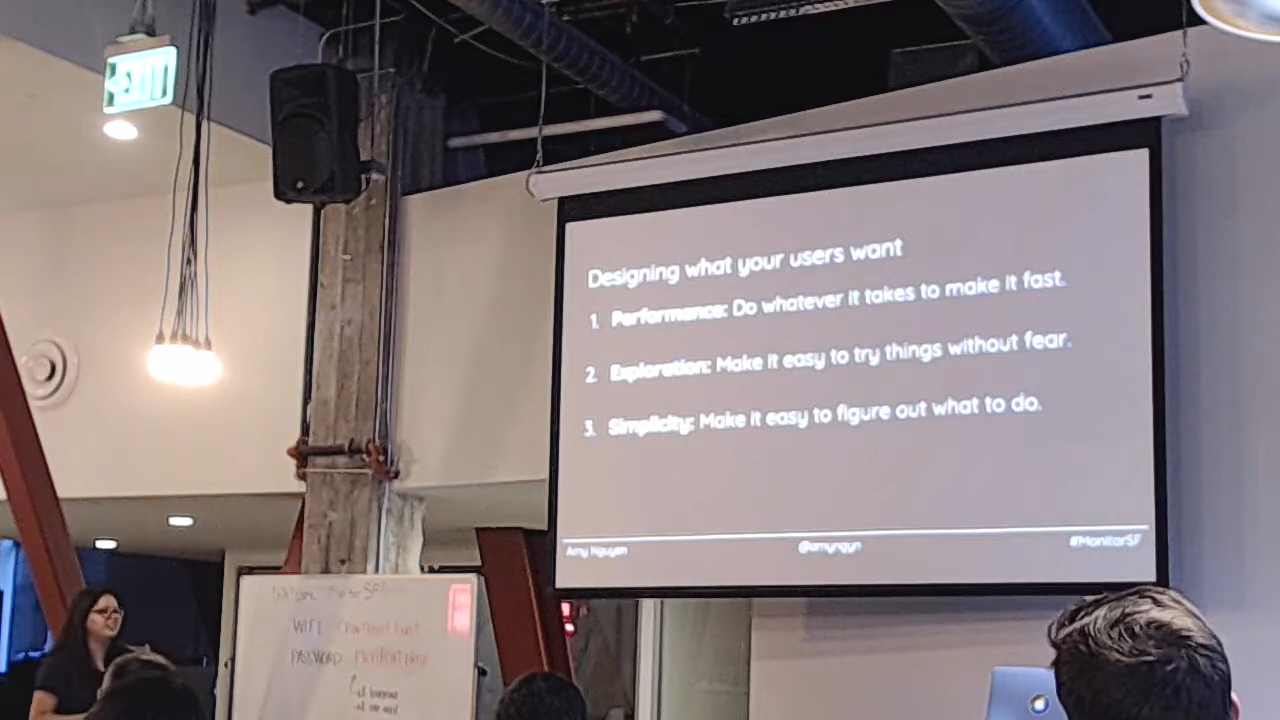 EXIT
Designing what your users want
1. Performance: Do whatever it takes to make it fast.
2. Exploration: Make it easy to try things without fear.
3. Simplicity: Make it easy to figure out what to do.
Amy Nguyen @amyngyn #MonitorSF
WIFI
PASSWORD
all lowercase